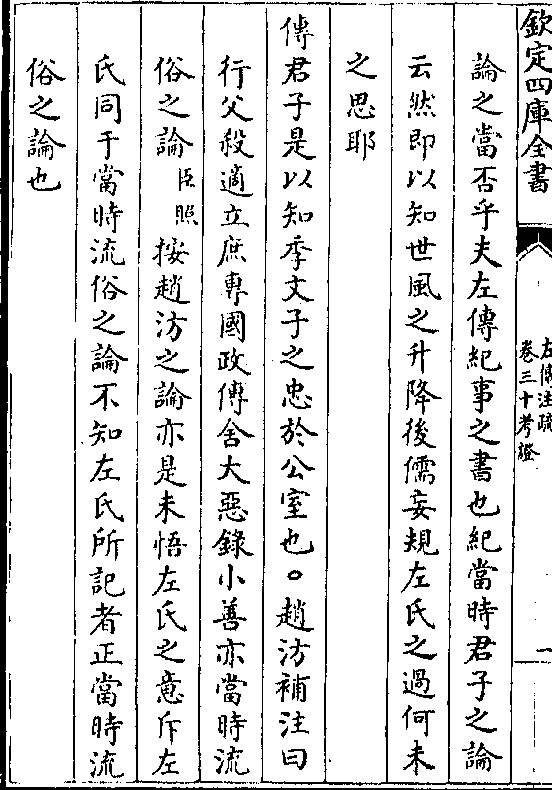 欽定四庫全書
左傳注疏
卷三十考證
一
論之當否乎夫左傳紀事之書也紀當時君子之論
云然即以知世風之升降後儒妄規左氏之過何未
之思耶
傳君子是以知季文子之忠於公室也○趙汸補注曰
行父殺適立庶專國政傳舍大惡錄小善亦當時流
俗之論臣照按趙汸之論亦是未悟左氏之意斥左
氏同于當時流俗之論不知左氏所記者正當時流
俗之論也